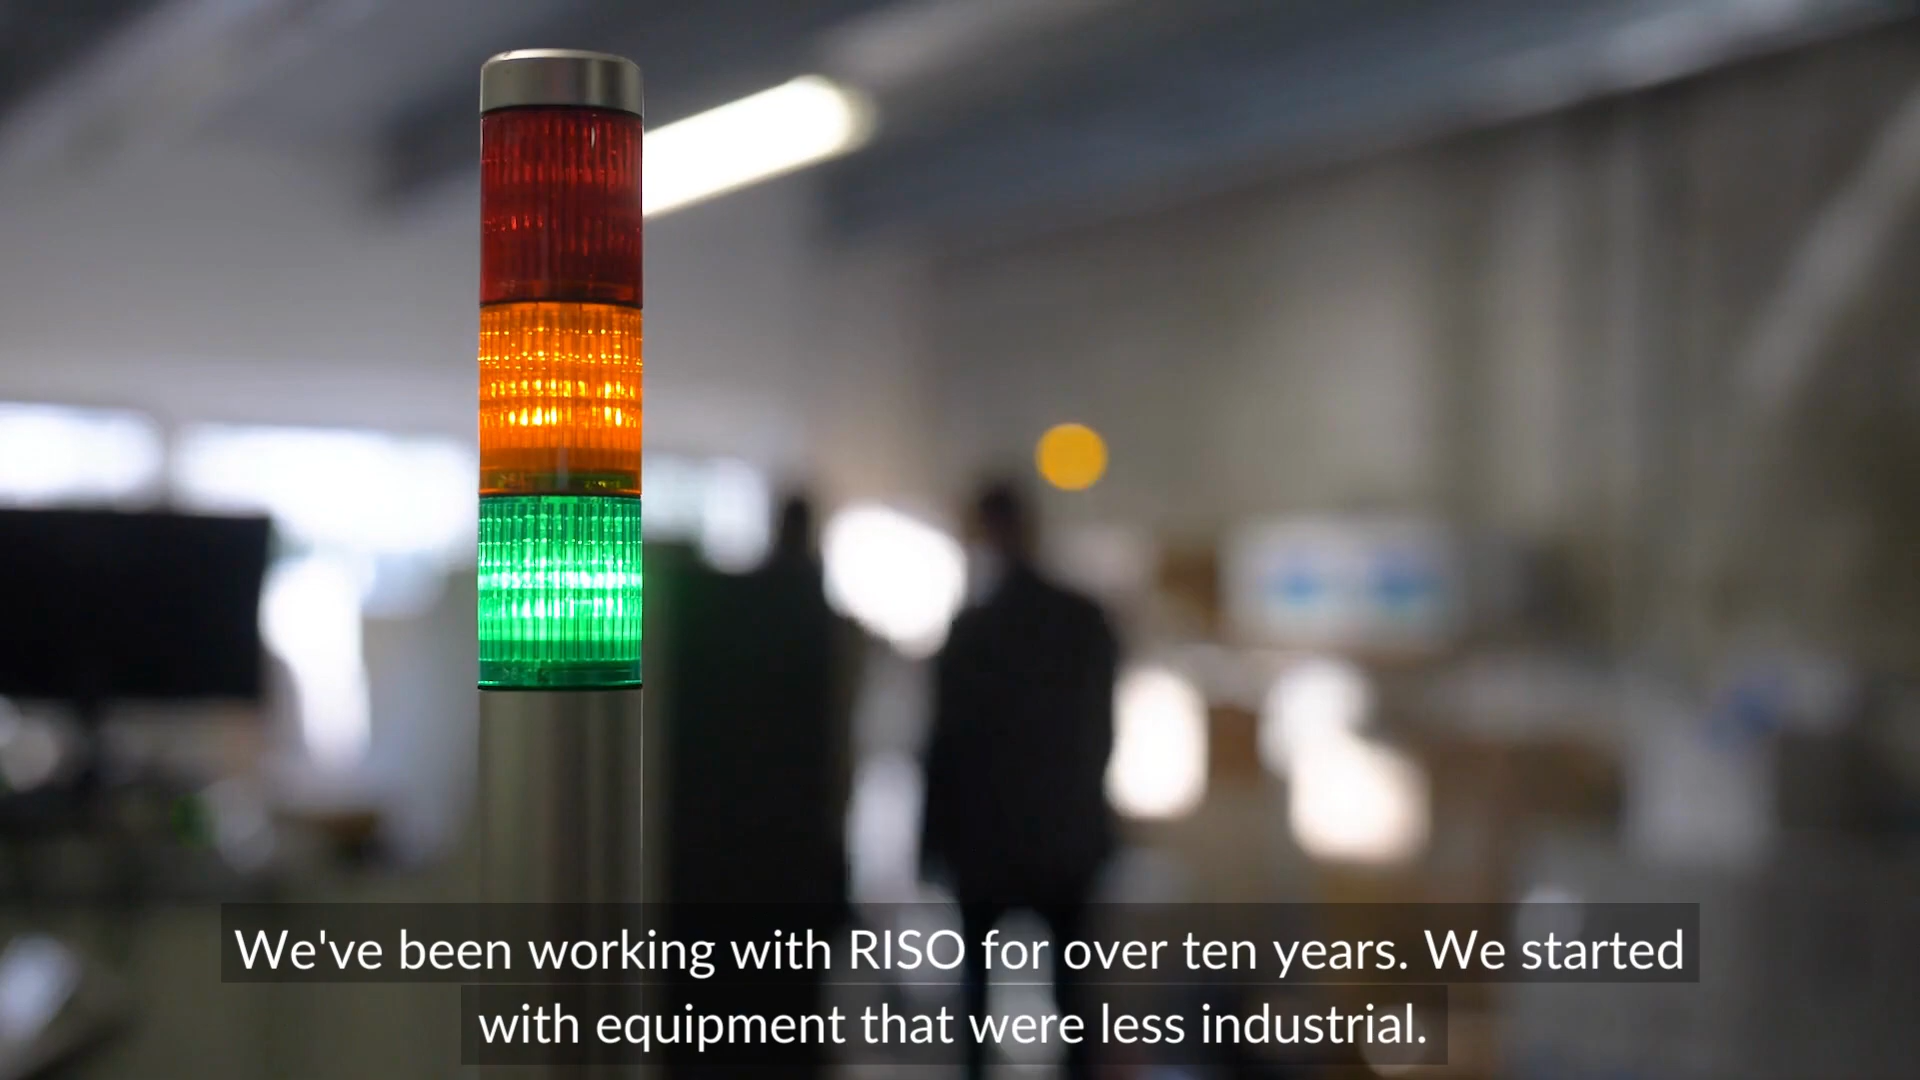 We've been working with RISO for over ten years. We started
with equipment that were less industrial.